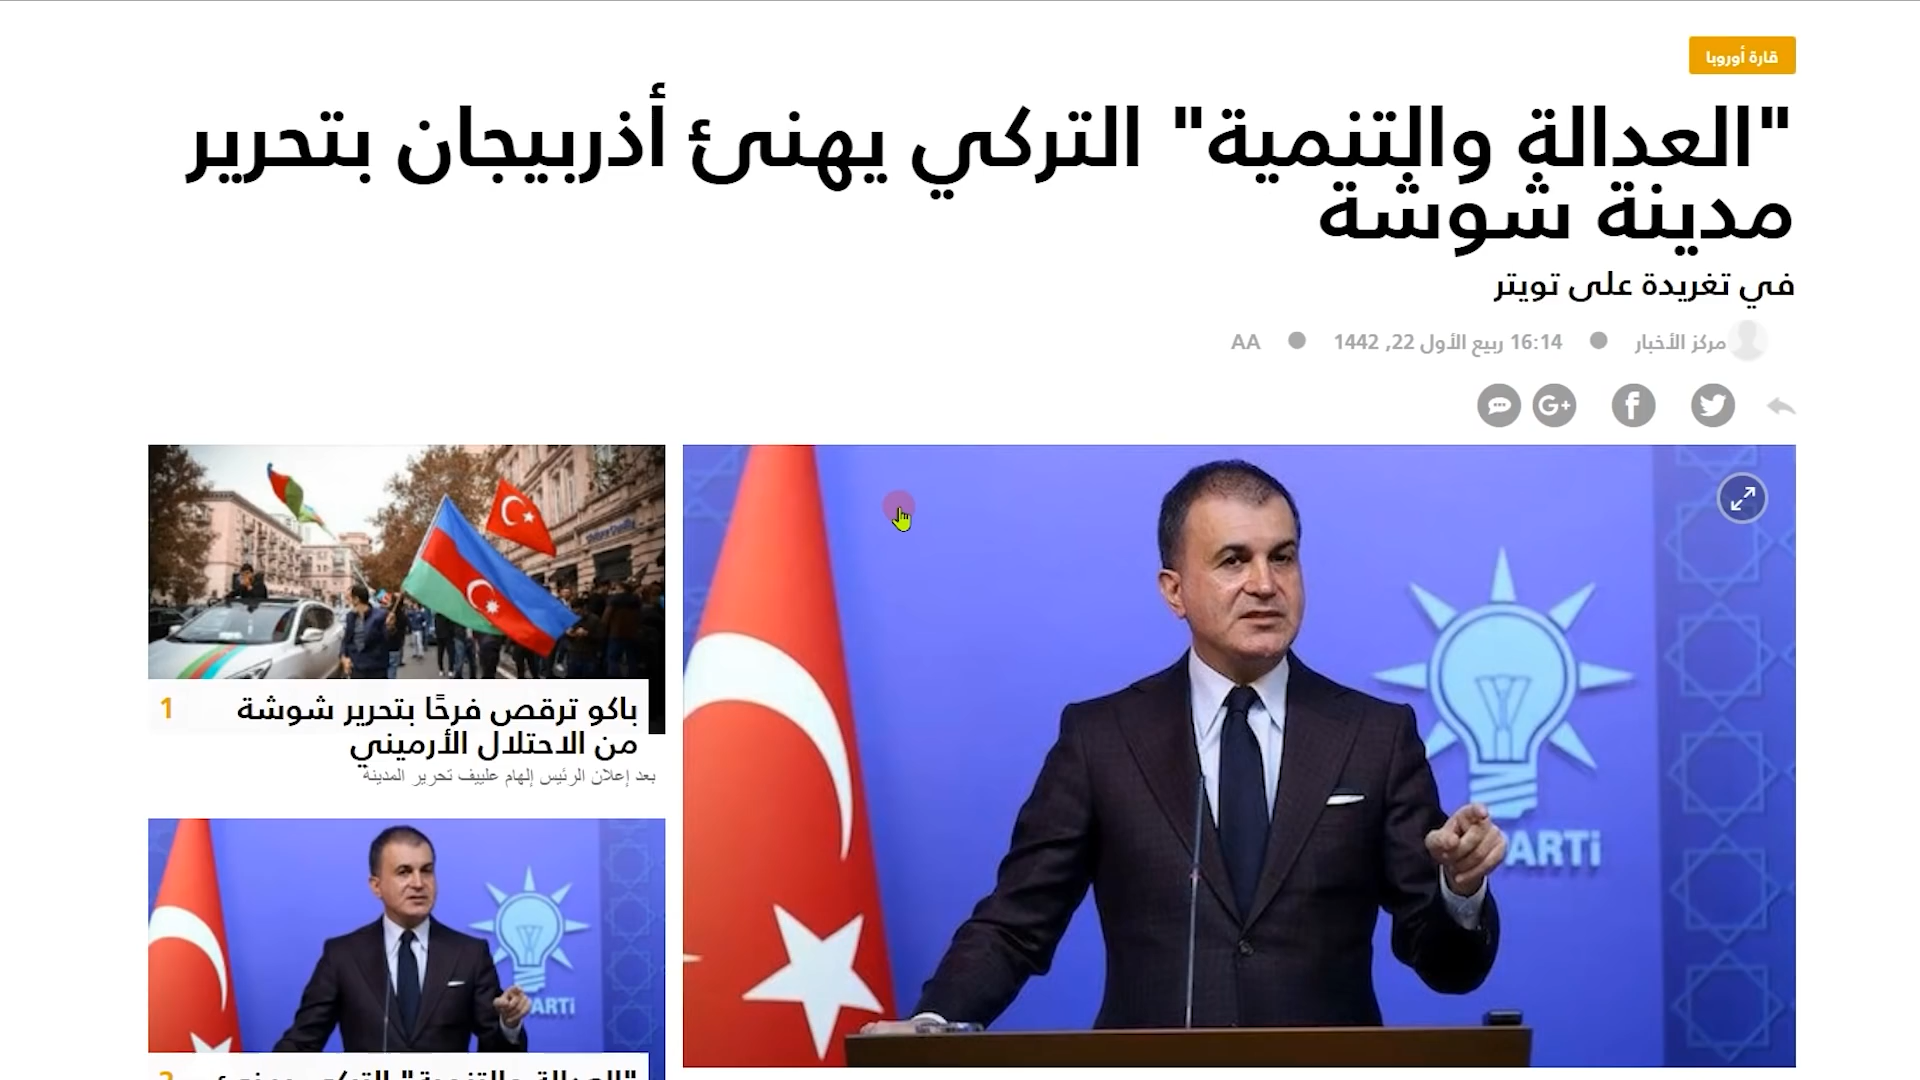 قارة أوروبا
"العدالة والتنمية" التركي يهنئ أذربيجان بتحرير
مدينة شوشة
في تغريدة على تويتر
مركز الأخبار ● 16:14 ربيع الأول 22, 1442 ● AA
G+ f
ARTi
1
باكو ترقص فرحًا بتحرير شوشة
من الاحتلال الأرميني
بعد إعلان الرئيس إلهام علييف تحرير المدينة
ARTi